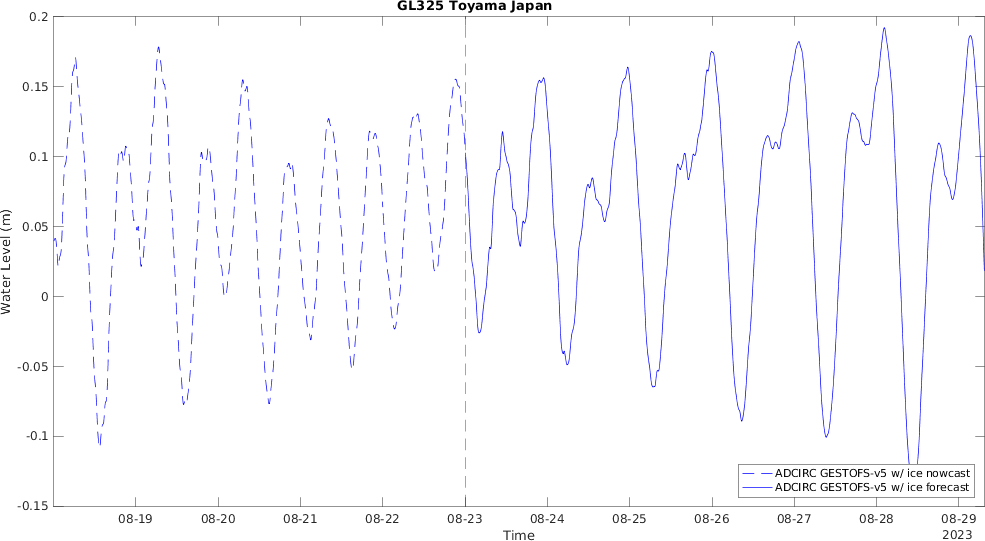 GL325 Toyama Japan
0.2
0.15
0.1
0.05
0
-0.05
-0.1
-0.15
Water Level (m)
ADCIRC GESTOFS-v5 w/ ice nowcast
ADCIRC GESTOFS-v5 w/ ice forecast
08-19 08-20 08-21 08-22 08-23 08-24 08-25 08-26 08-27 08-28 08-29
Time
2023